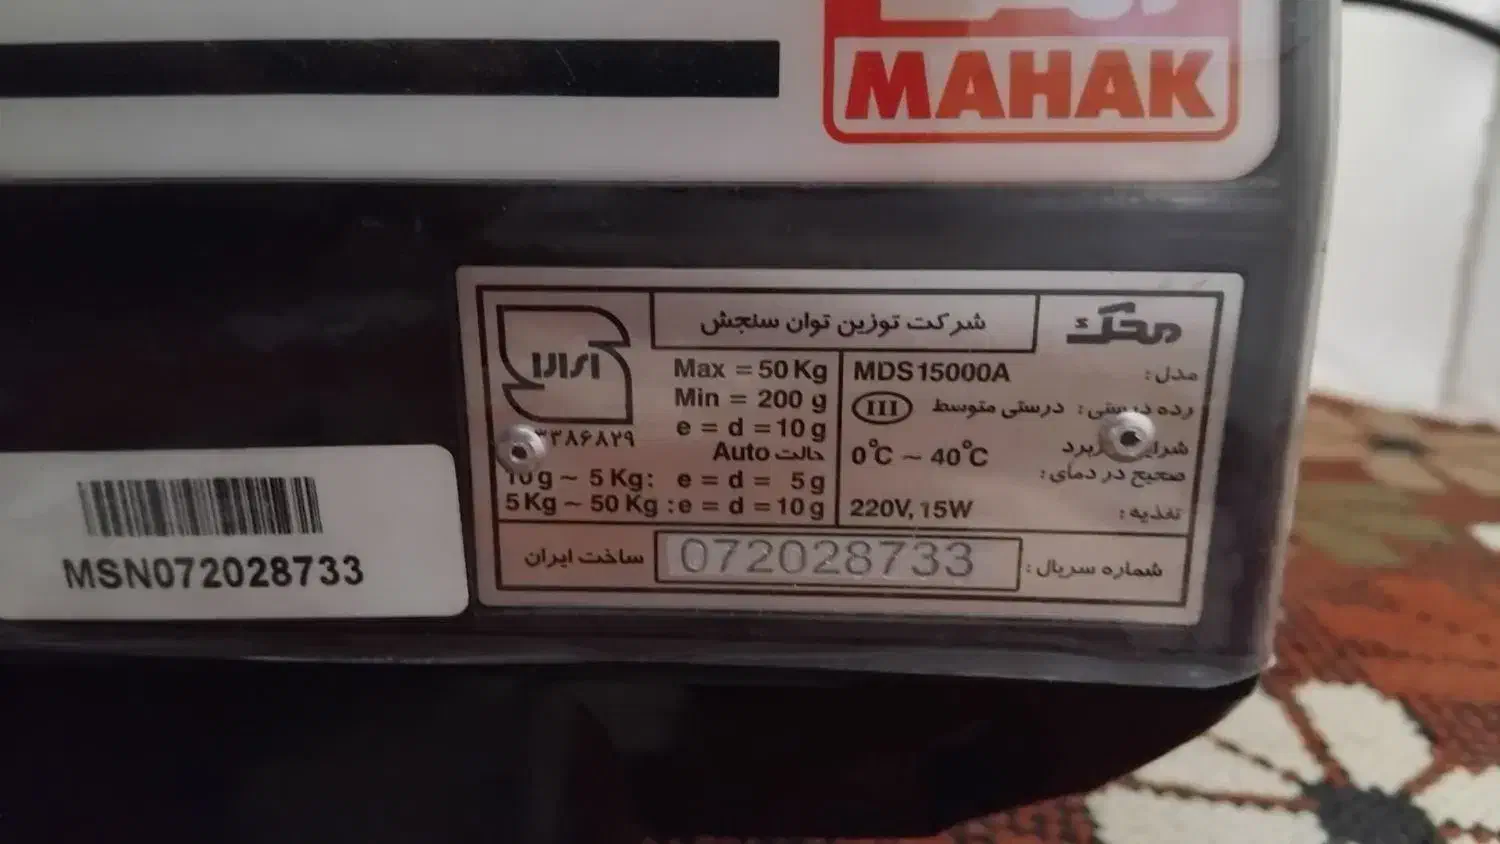 MAHAK
محک
شرکت توزین توان سنجش
Max = 50 Kg
Min = 200 g
e = d = 10 g
حالت Auto
10 g ~ 5 Kg: e = d = 5 g
5 Kg ~ 50 Kg : e = d = 10 g
مدل: MDS15000A
رده درستی: درستی متوسط III
شرایط کاربرد
صحیح در دمای: 0°C ~ 40°C
تغذیه: 220V, 15W
شماره سریال: 072028733
ساخت ایران
MSN072028733